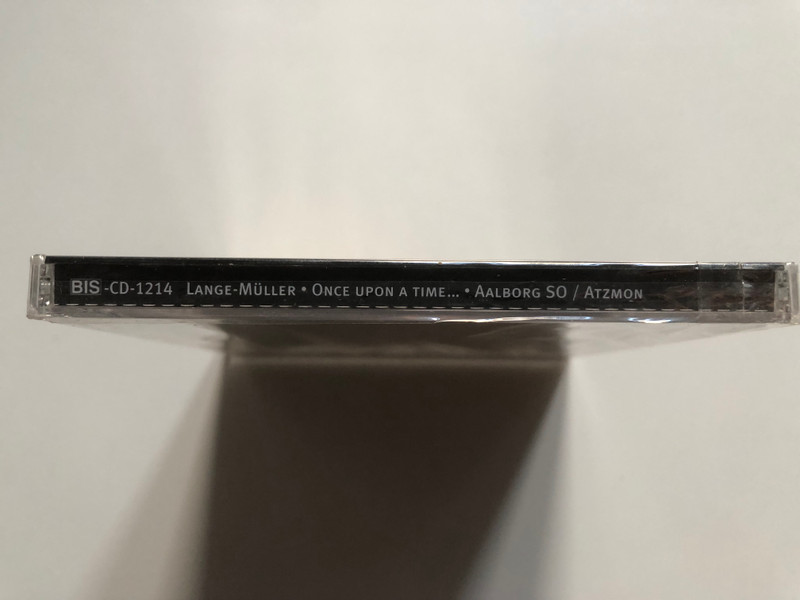 BIS-CD-1214 Lange-Müller • Once upon a time... • Aalborg SO / Atzmon